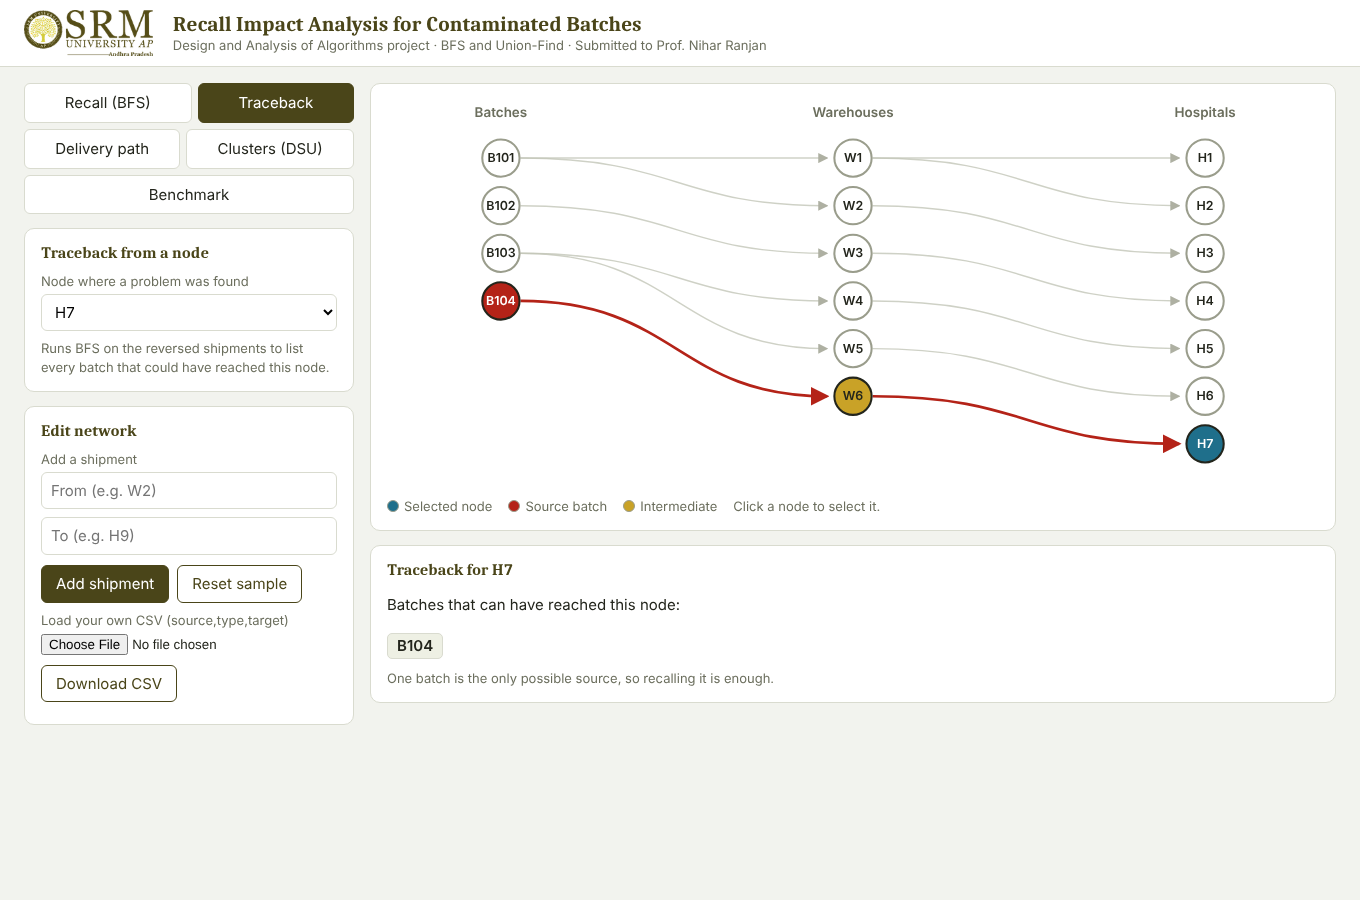 SRM
UNIVERSITY AP
Andhra Pradesh
Recall Impact Analysis for Contaminated Batches
Design and Analysis of Algorithms project · BFS and Union-Find · Submitted to Prof. Nihar Ranjan
Recall (BFS)
Traceback
Delivery path
Clusters (DSU)
Benchmark
Traceback from a node
Node where a problem was found
H7
Runs BFS on the reversed shipments to list
every batch that could have reached this node.
Edit network
Add a shipment
From (e.g. W2)
To (e.g. H9)
Add shipment
Reset sample
Load your own CSV (source,type,target)
Choose File No file chosen
Download CSV
Batches Warehouses Hospitals
B101 W1 H1
B102 W2 H2
B103 W3 H3
B104 W4 H4
W5 H5
W6 H6
H7
Selected node Source batch Intermediate Click a node to select it.
Traceback for H7
Batches that can have reached this node:
B104
One batch is the only possible source, so recalling it is enough.